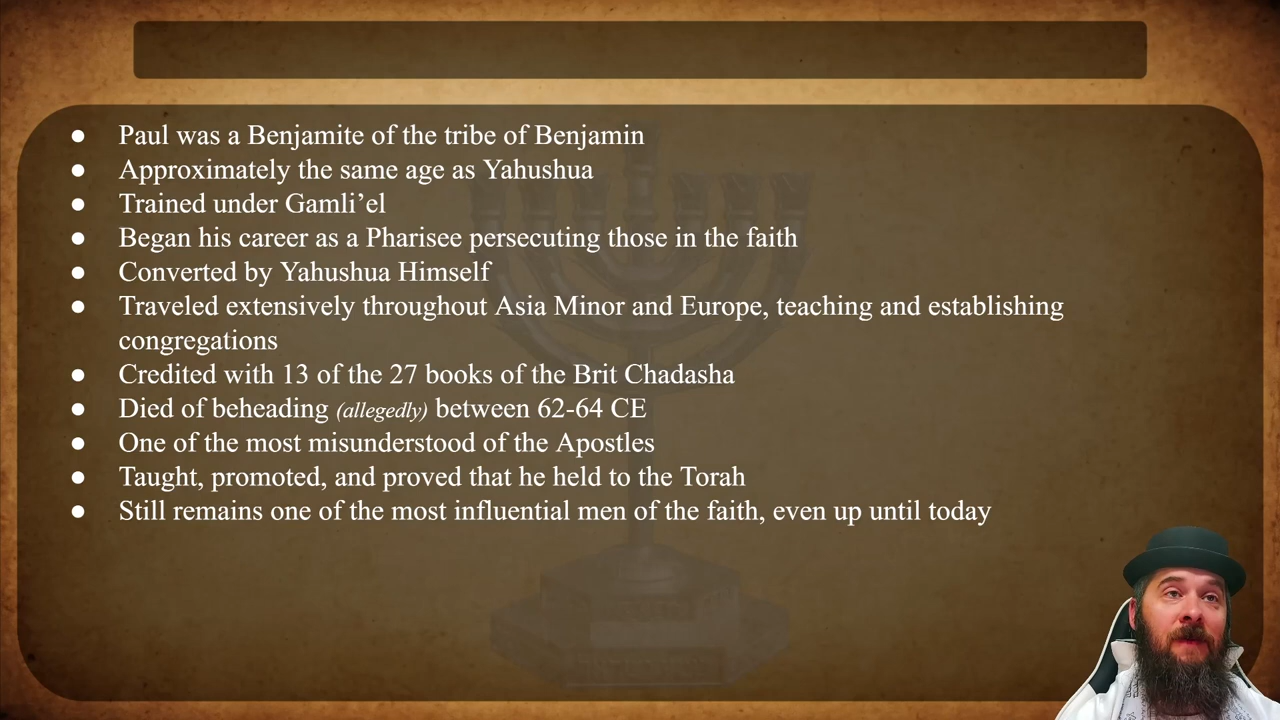 ● Paul was a Benjamite of the tribe of Benjamin
● Approximately the same age as Yahushua
● Trained under Gamli’el
● Began his career as a Pharisee persecuting those in the faith
● Converted by Yahushua Himself
● Traveled extensively throughout Asia Minor and Europe, teaching and establishing
congregations
● Credited with 13 of the 27 books of the Brit Chadasha
● Died of beheading (allegedly) between 62-64 CE
● One of the most misunderstood of the Apostles
● Taught, promoted, and proved that he held to the Torah
● Still remains one of the most influential men of the faith, even up until today